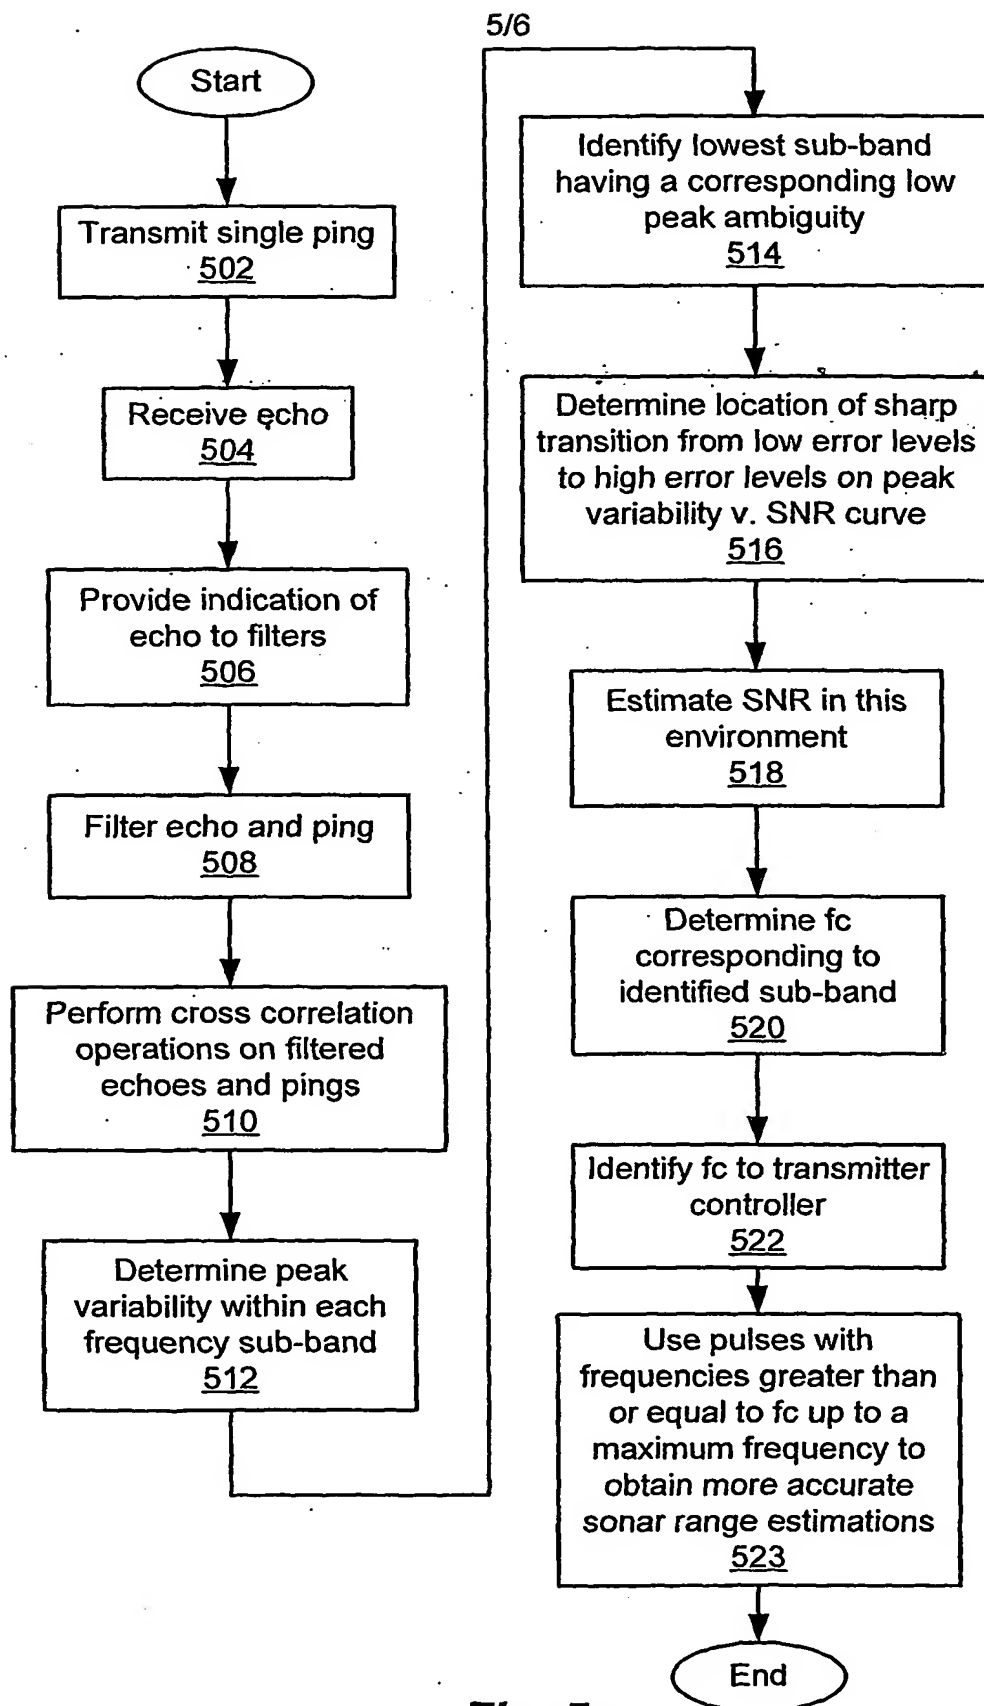 5/6
Start
Transmit single ping
502
Receive echo
504
Provide indication of
echo to filters
506
Filter echo and ping
508
Perform cross correlation
operations on filtered
echoes and pings
510
Determine peak
variability within each
frequency sub-band
512
Identify lowest sub-band
having a corresponding low
peak ambiguity
514
Determine location of sharp
transition from low error levels
to high error levels on peak
variability v. SNR curve
516
Estimate SNR in this
environment
518
Determine fc
corresponding to
identified sub-band
520
Identify fc to transmitter
controller
522
Use pulses with
frequencies greater than
or equal to fc up to a
maximum frequency to
obtain more accurate
sonar range estimations
523
End